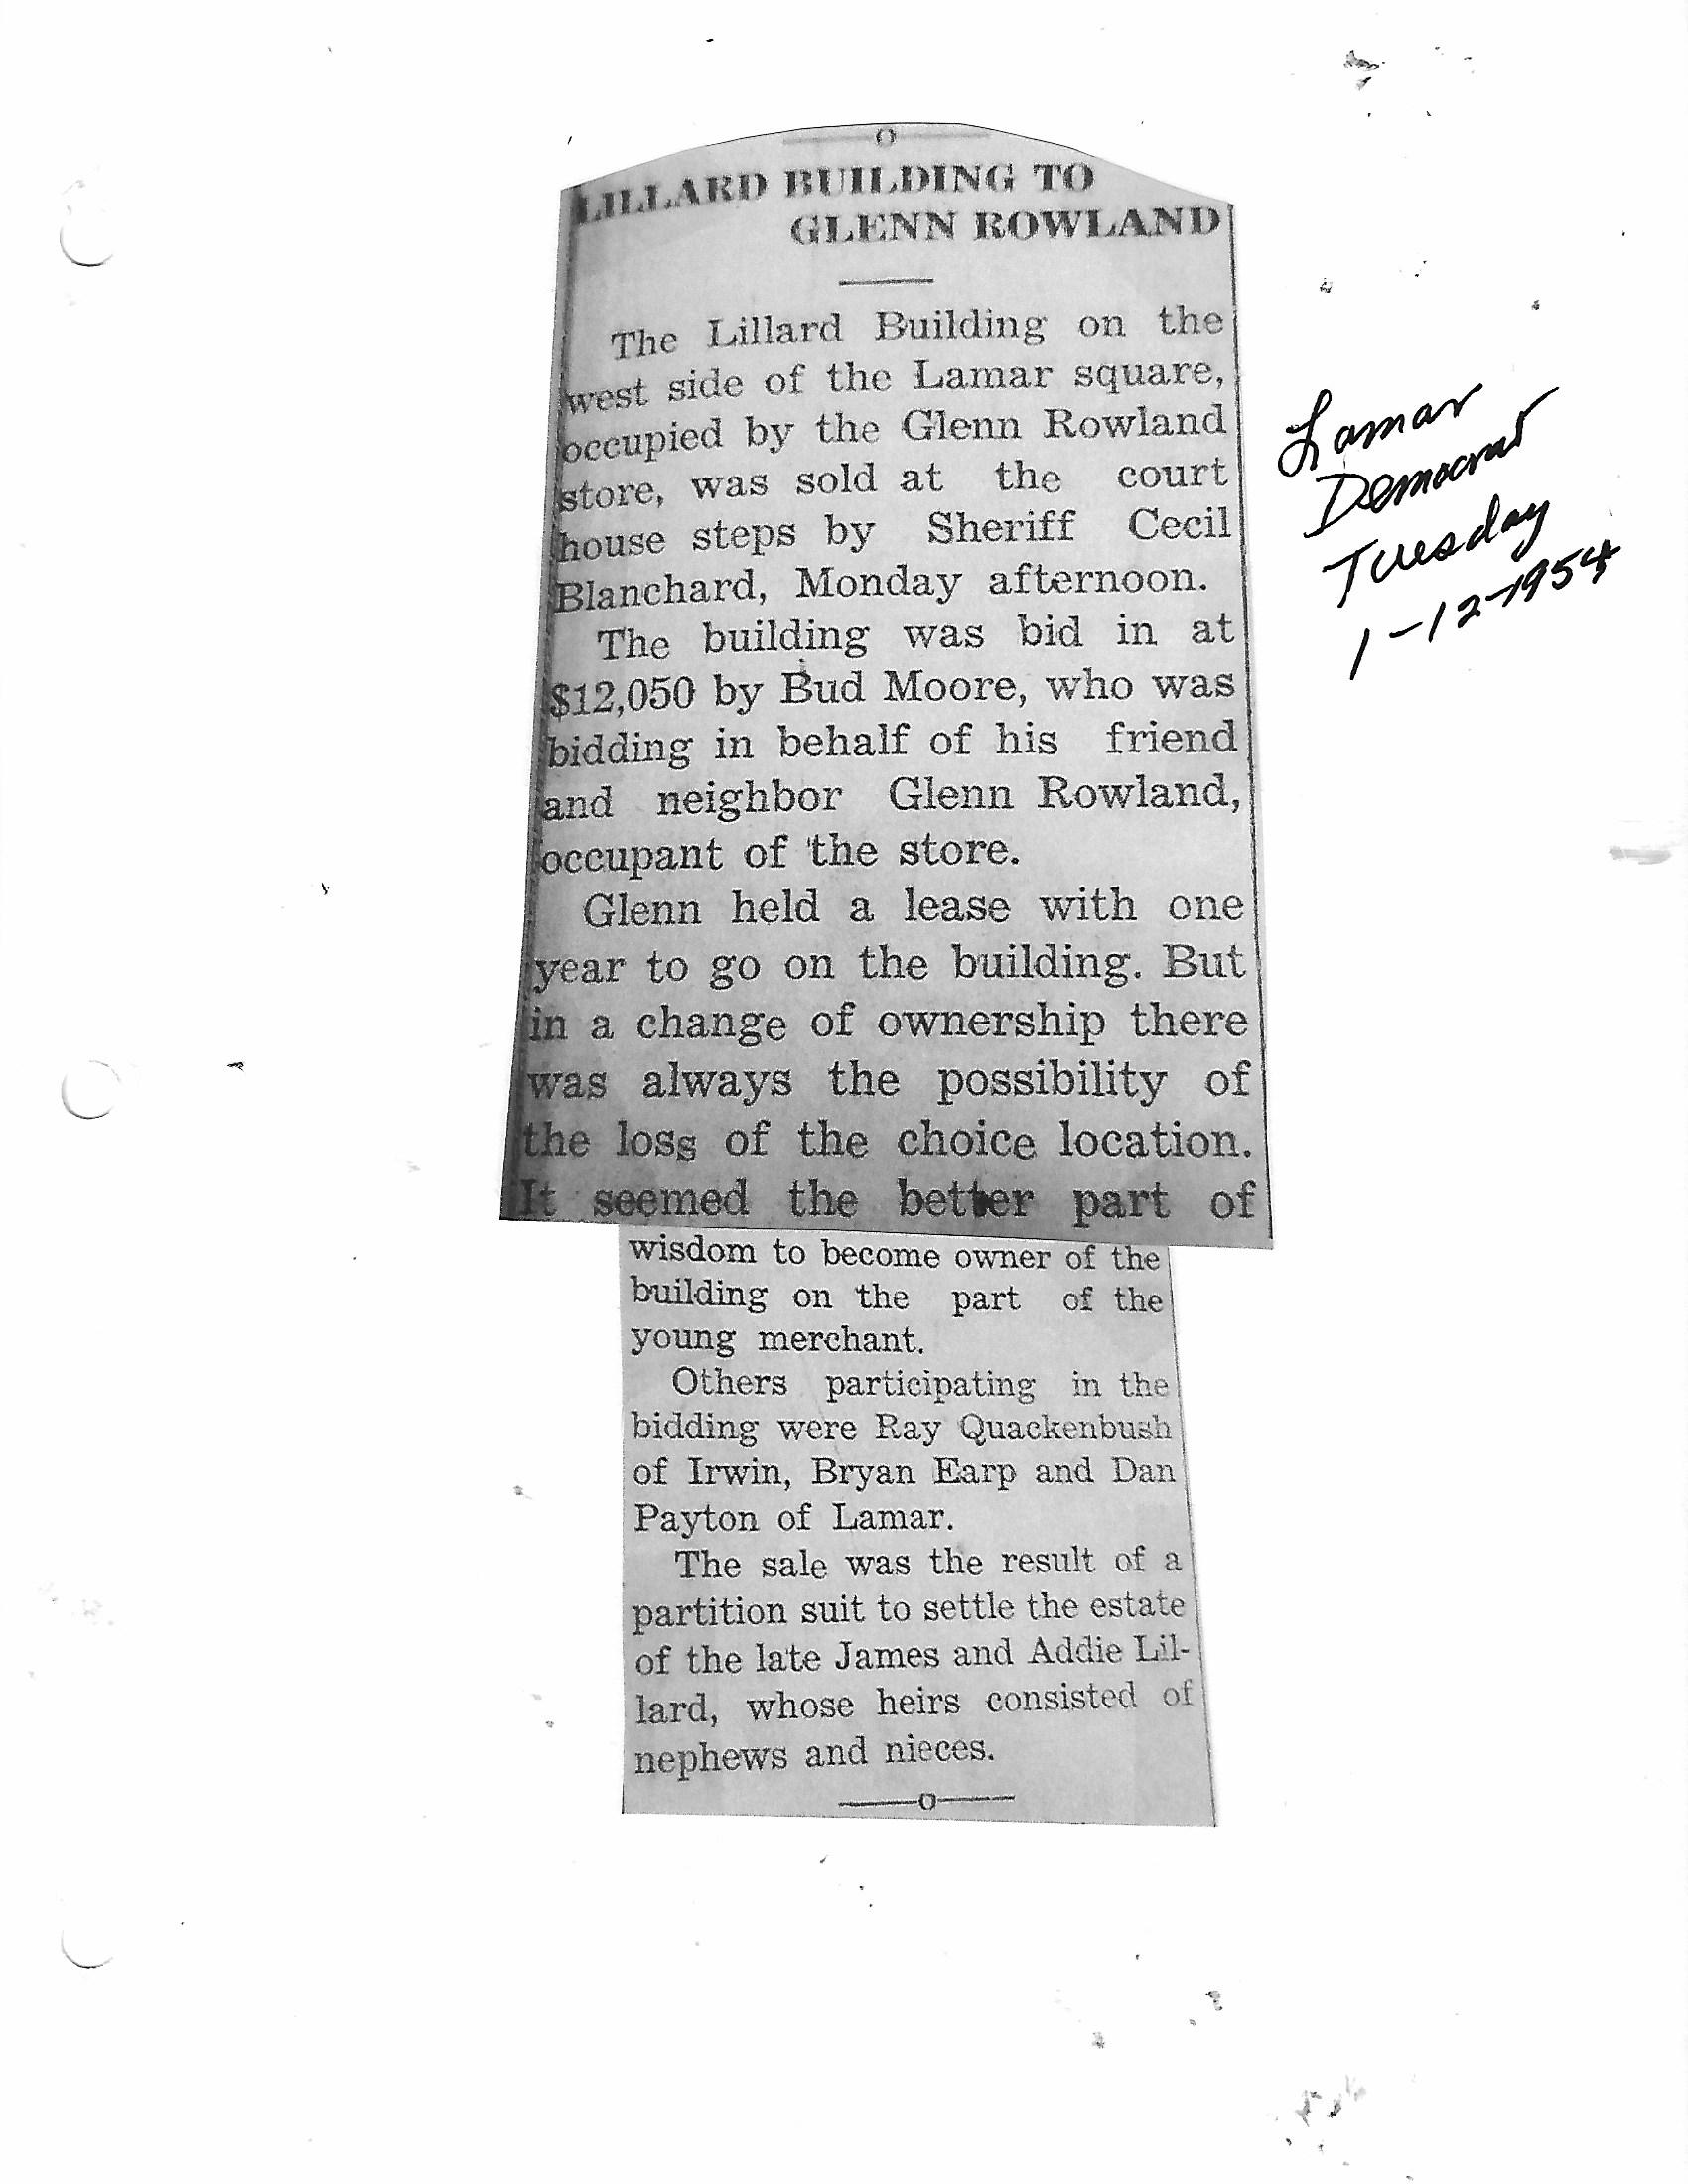 LILLARD BUILDING TO
GLENN ROWLAND
The Lillard Building on the
west side of the Lamar square,
occupied by the Glenn Rowland
store, was sold at the court
house steps by Sheriff Cecil
Blanchard, Monday afternoon.
The building was bid in at
$12,050 by Bud Moore, who was
bidding in behalf of his friend
and neighbor Glenn Rowland,
occupant of the store.
Glenn held a lease with one
year to go on the building. But
in a change of ownership there
was always the possibility of
the loss of the choice location.
It seemed the better part of
wisdom to become owner of the
building on the part of the
young merchant.
Others participating in the
bidding were Ray Quackenbush
of Irwin, Bryan Earp and Dan
Payton of Lamar.
The sale was the result of a
partition suit to settle the estate
of the late James and Addie Lil-
lard, whose heirs consisted of
nephews and nieces.
Lamar
Democrat
Tuesday
1-12-1954